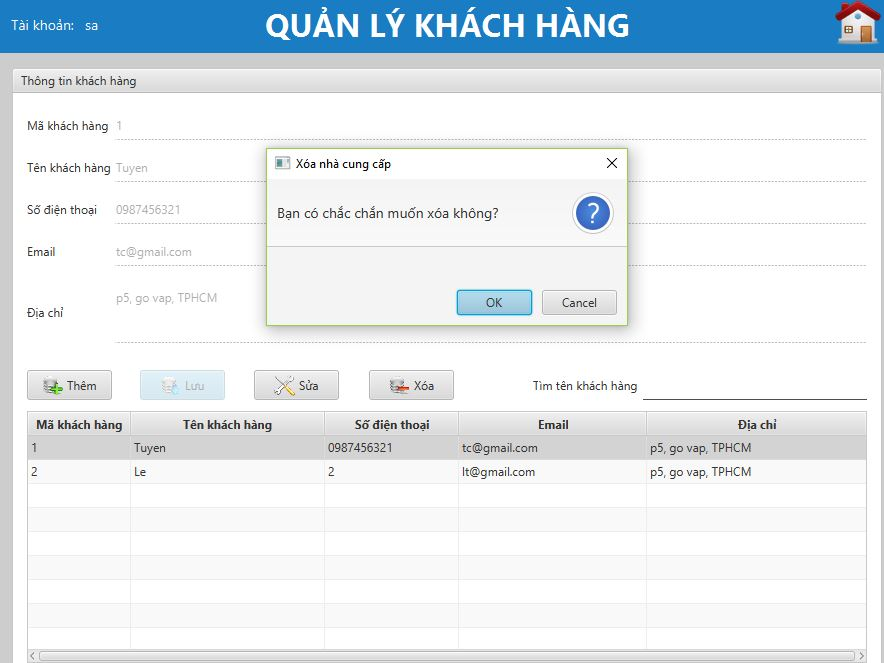 Tài khoản: sa
QUẢN LÝ KHÁCH HÀNG
Thông tin khách hàng
Mã khách hàng 1
Tên khách hàng Tuyen
Số điện thoại 0987456321
Email tc@gmail.com
Địa chỉ p5, go vap, TPHCM
Xóa nhà cung cấp
Bạn có chắc chắn muốn xóa không?
?
OK Cancel
Thêm Lưu Sửa Xóa Tìm tên khách hàng
Mã khách hàng Tên khách hàng Số điện thoại Email Địa chỉ
1 Tuyen 0987456321 tc@gmail.com p5, go vap, TPHCM
2 Le 2 lt@gmail.com p5, go vap, TPHCM